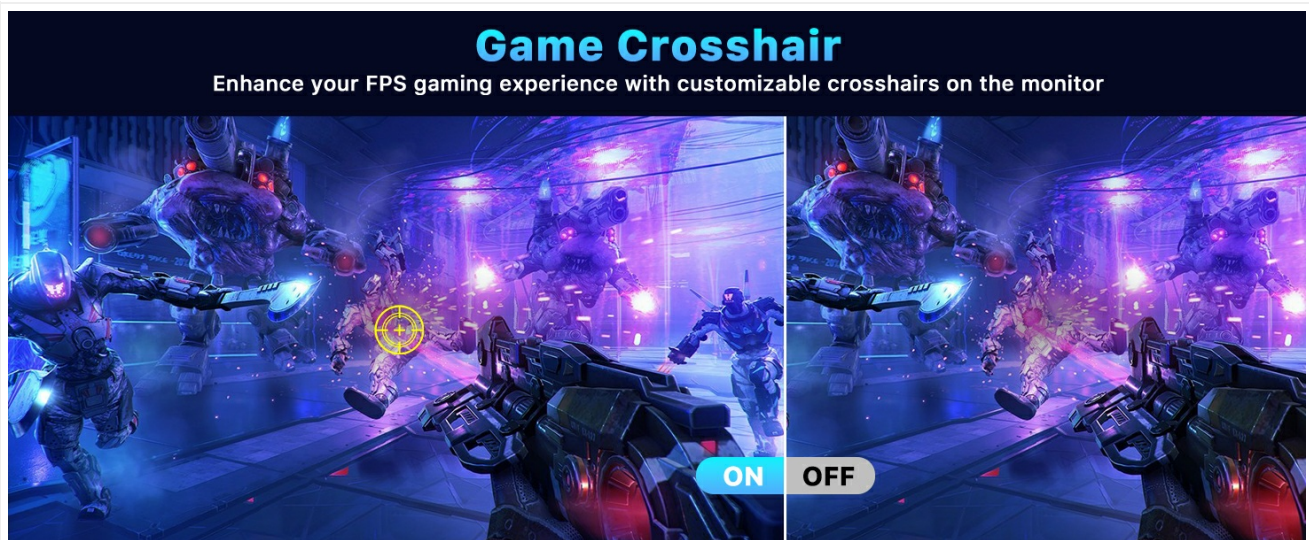 Game Crosshair
Enhance your FPS gaming experience with customizable crosshairs on the monitor
ON
OFF